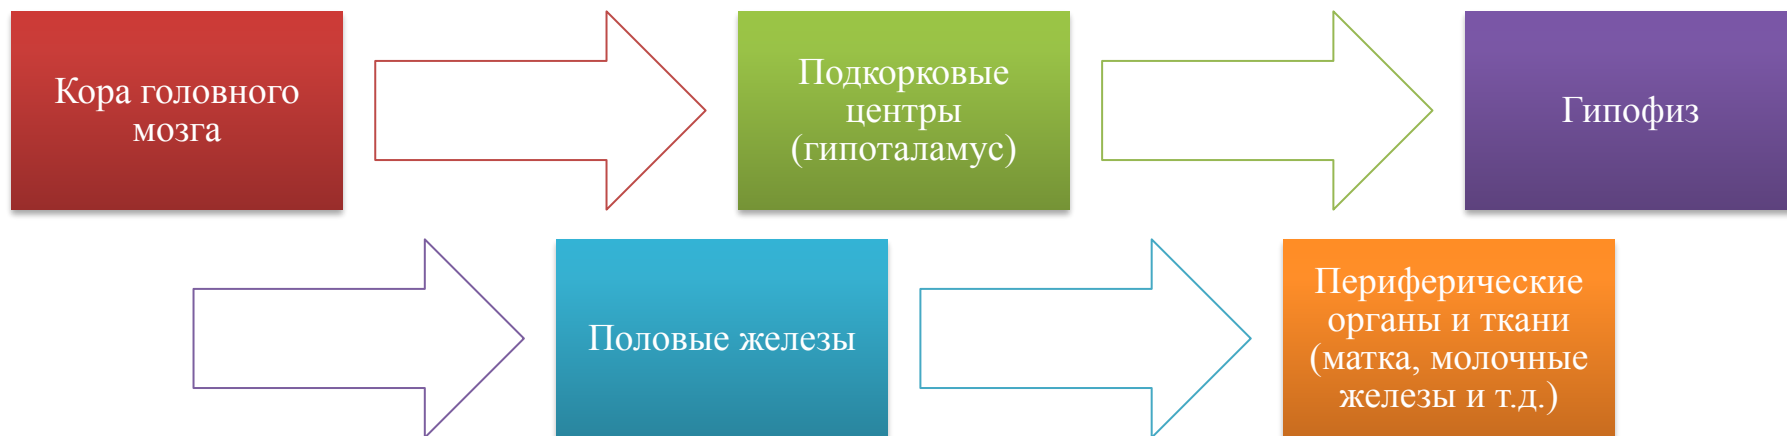 Кора головного
мозга
Подкорковые
центры
(гипоталамус)
Гипофиз
Половые железы
Периферические
органы и ткани
(матка, молочные
железы и т.д.)